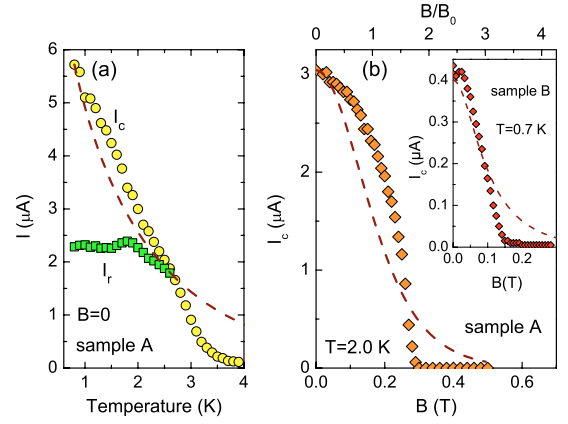 B/B₀
0 1 2 3 4
(a)
I_c
I_r
B=0
sample A
I (μA)
6
5
4
3
2
1
0
1 2 3 4
Temperature (K)
(b)
T=2.0 K
sample A
I_c (μA)
3
2
1
0
0.0 0.2 0.4 0.6
B (T)
sample B
T=0.7 K
I_c (μA)
0.4
0.3
0.2
0.1
0.0
0.0 0.1 0.2
B(T)